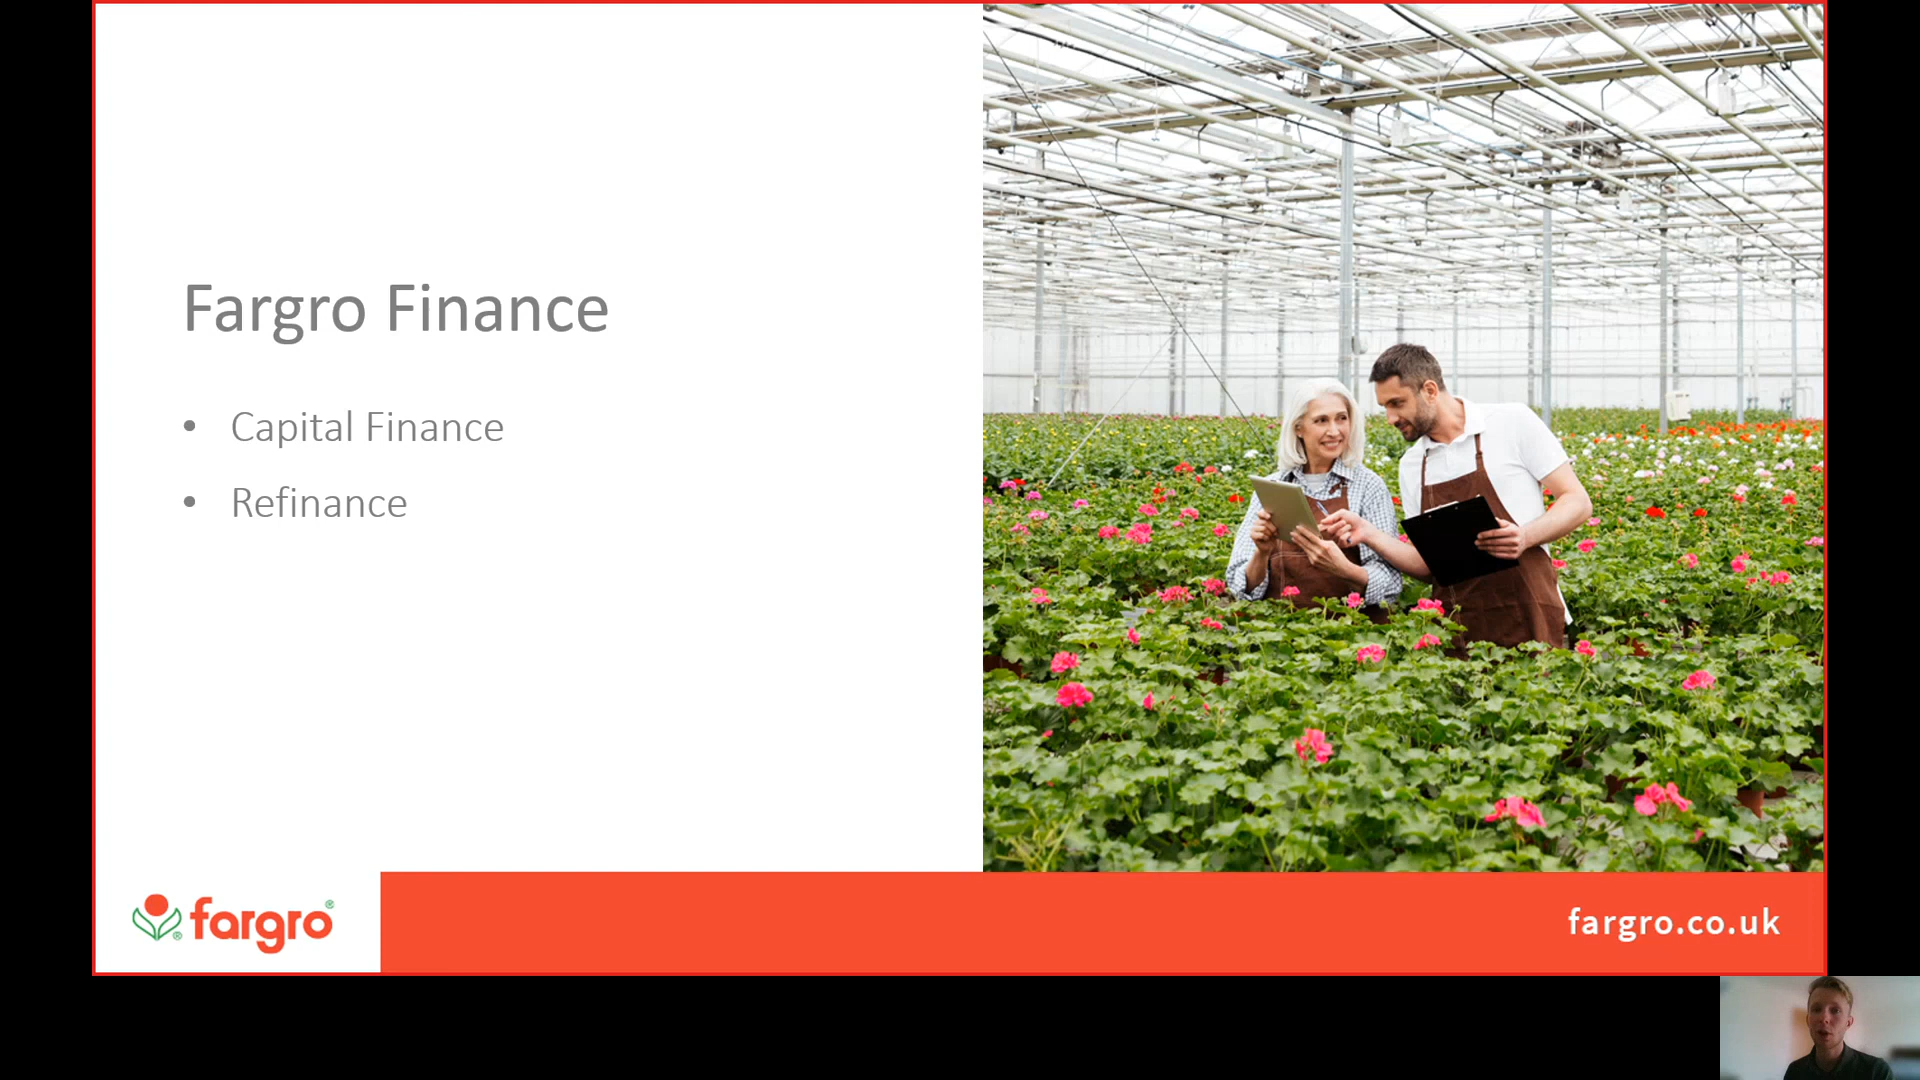 Fargro Finance
• Capital Finance
• Refinance
fargro®
fargro.co.uk